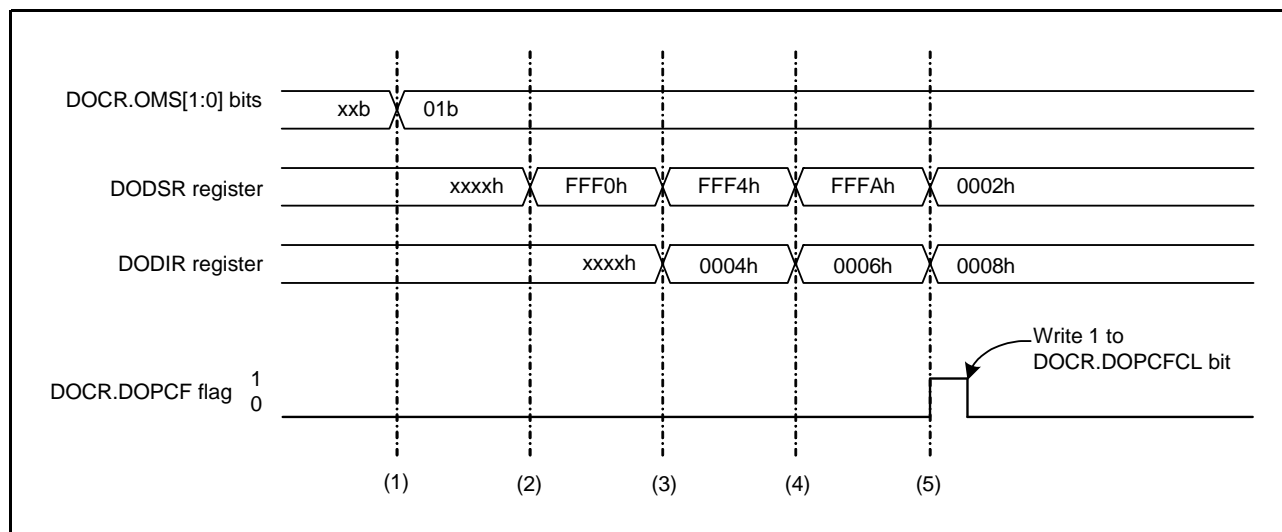 DOCR.OMS[1:0] bits xxb 01b
DODSR register xxxxh FFF0h FFF4h FFFAh 0002h
DODIR register xxxxh 0004h 0006h 0008h
Write 1 to
DOCR.DOPCFCL bit
DOCR.DOPCF flag 1
0
(1) (2) (3) (4) (5)